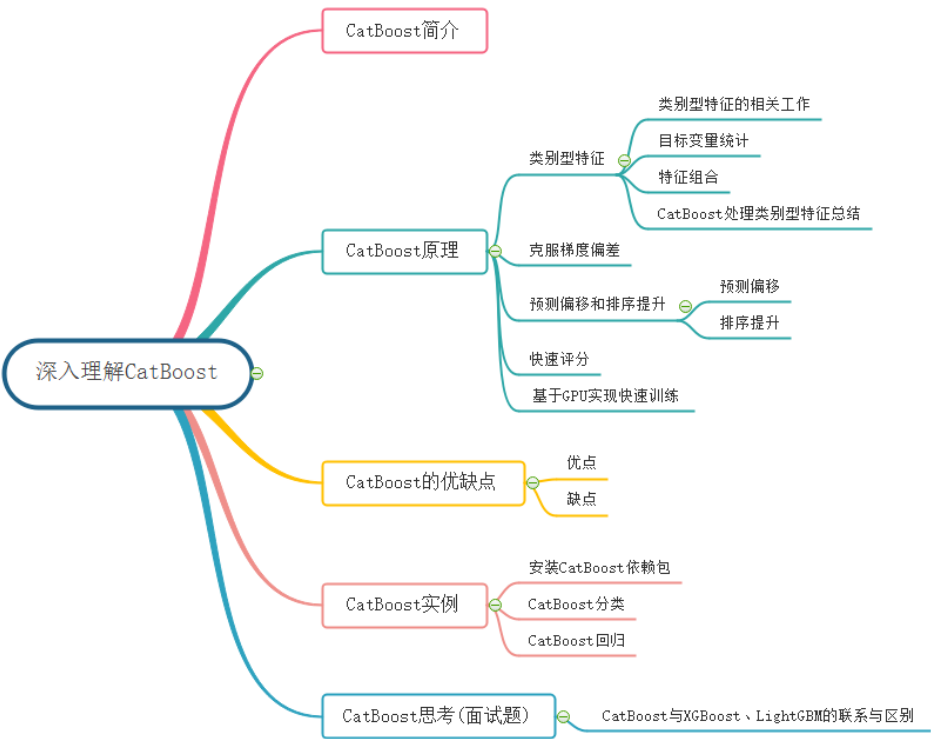 深入理解CatBoost
CatBoost简介
CatBoost原理
类别型特征
类别型特征的相关工作
目标变量统计
特征组合
CatBoost处理类别型特征总结
克服梯度偏差
预测偏移和排序提升
预测偏移
排序提升
快速评分
基于GPU实现快速训练
CatBoost的优缺点
优点
缺点
CatBoost实例
安装CatBoost依赖包
CatBoost分类
CatBoost回归
CatBoost思考(面试题)
CatBoost与XGBoost、LightGBM的联系与区别